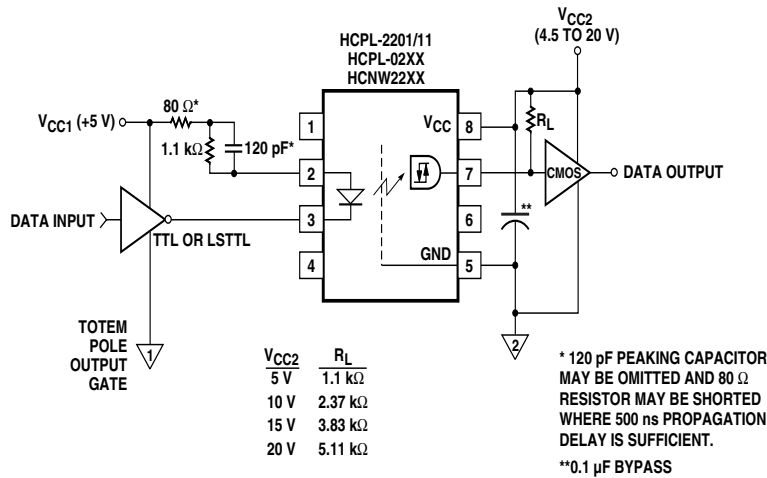 V_CC2
(4.5 TO 20 V)
HCPL-2201/11
HCPL-02XX
HCNW22XX
80 Ω*
V_CC1 (+5 V)
1.1 kΩ
120 pF*
1
2
3
4
V_CC
8
7
6
GND
5
R_L
CMOS
DATA OUTPUT
**
DATA INPUT
TTL OR LSTTL
TOTEM
POLE
OUTPUT
GATE
1
2
V_CC2 R_L
5 V 1.1 kΩ
10 V 2.37 kΩ
15 V 3.83 kΩ
20 V 5.11 kΩ
* 120 pF PEAKING CAPACITOR
MAY BE OMITTED AND 80 Ω
RESISTOR MAY BE SHORTED
WHERE 500 ns PROPAGATION
DELAY IS SUFFICIENT.
**0.1 µF BYPASS